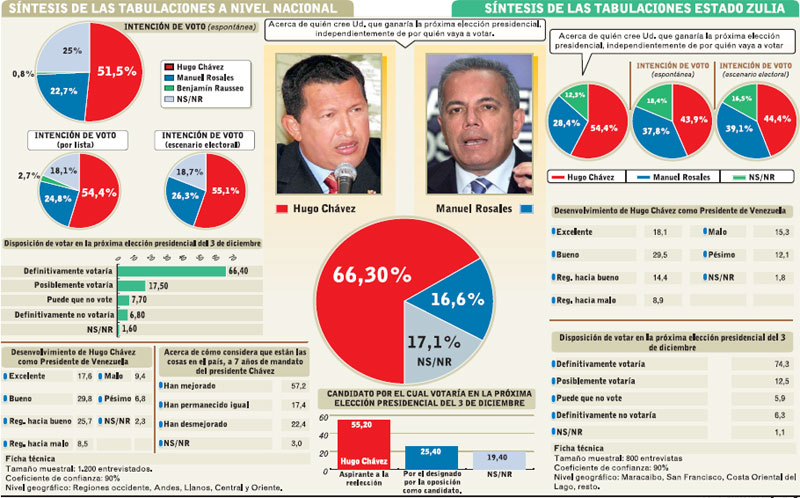 SÍNTESIS DE LAS TABULACIONES A NIVEL NACIONAL
INTENCIÓN DE VOTO (espontánea)
25%
0,8%
51,5%
22,7%
Hugo Chávez
Manuel Rosales
Benjamín Rausseo
NS/NR
INTENCIÓN DE VOTO
(por lista)
18,1%
2,7%
54,4%
24,8%
INTENCIÓN DE VOTO
(escenario electoral)
18,7%
55,1%
26,3%
Disposición de votar en la próxima elección presidencial del 3 de diciembre
0 10 20 30 40 50 60 70
Definitivamente votaría 66,40
Posiblemente votaría 17,50
Puede que no vote 7,70
Definitivamente no votaría 6,80
NS/NR 1,60
Desenvolvimiento de Hugo Chávez
como Presidente de Venezuela
Excelente 17,6 Malo 9,4
Bueno 29,8 Pésimo 6,8
Reg. hacia bueno 25,7 NS/NR 2,3
Reg. hacia malo 8,5
Acerca de cómo considera que están las
cosas en el país, a 7 años de mandato
del presidente Chávez
Han mejorado 57,2
Han permanecido igual 17,4
Han desmejorado 22,4
NS/NR 3,0
Ficha técnica
Tamaño muestral: 1.200 entrevistados.
Coeficiente de confianza: 90%
Nivel geográfico: Regiones occidente, Andes, Llanos, Central y Oriente.
Acerca de quién cree Ud. que ganaría la próxima elección presidencial,
independientemente de por quién vaya a votar
Hugo Chávez
Manuel Rosales
66,30%
16,6%
17,1%
NS/NR
CANDIDATO POR EL CUAL VOTARÍA EN LA PRÓXIMA
ELECCIÓN PRESIDENCIAL DEL 3 DE DICIEMBRE
60
40
20
0
55,20
Hugo Chávez
25,40
19,40
Aspirante a la
reelección
Por el designado
por la oposición
como candidato.
NS/NR
SÍNTESIS DE LAS TABULACIONES ESTADO ZULIA
Acerca de quién cree Ud. que ganaría la próxima elección
presidencial, independientemente de por quién vaya a votar
12,3%
28,4%
54,4%
INTENCIÓN DE VOTO
(espontánea)
18,4%
37,8%
43,9%
INTENCIÓN DE VOTO
(escenario electoral)
16,5%
39,1%
44,4%
Hugo Chávez
Manuel Rosales
NS/NR
Desenvolvimiento de Hugo Chávez como Presidente de Venezuela
Excelente 18,1 Malo 15,3
Bueno 29,5 Pésimo 12,1
Reg. hacia bueno 14,4 NS/NR 1,8
Reg. hacia malo 8,9
Disposición de votar en la próxima elección presidencial del 3
de diciembre
Definitivamente votaría 74,3
Posiblemente votaría 12,5
Puede que no vote 5,9
Definitivamente no votaría 6,3
NS/NR 1,1
Ficha técnica
Tamaño muestral: 800 entrevistas
Coeficiente de confianza: 90%
Nivel geográfico: Maracaibo, San Francisco, Costa Oriental del
Lago, resto.